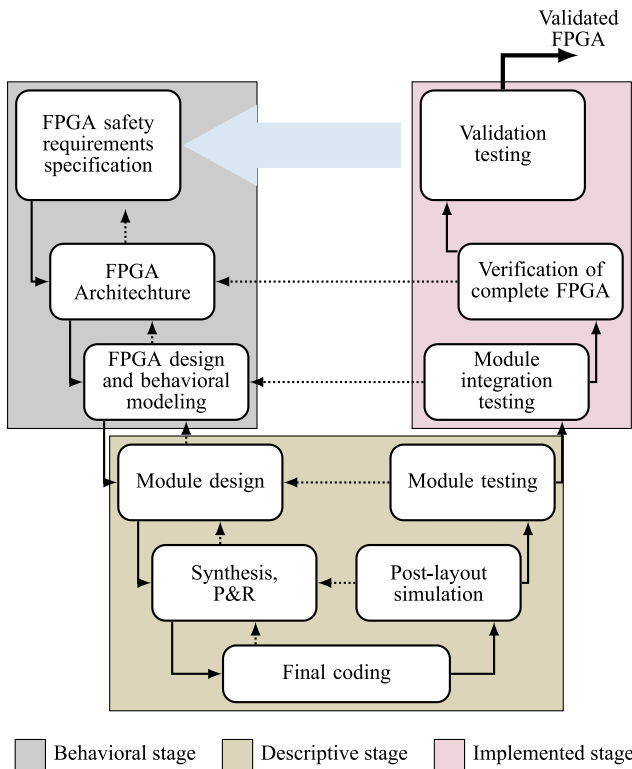 Validated
FPGA
FPGA safety
requirements
specification
Validation
testing
FPGA
Architechture
Verification of
complete FPGA
FPGA design
and behavioral
modeling
Module
integration
testing
Module design
Module testing
Synthesis,
P&R
Post-layout
simulation
Final coding
Behavioral stage
Descriptive stage
Implemented stage